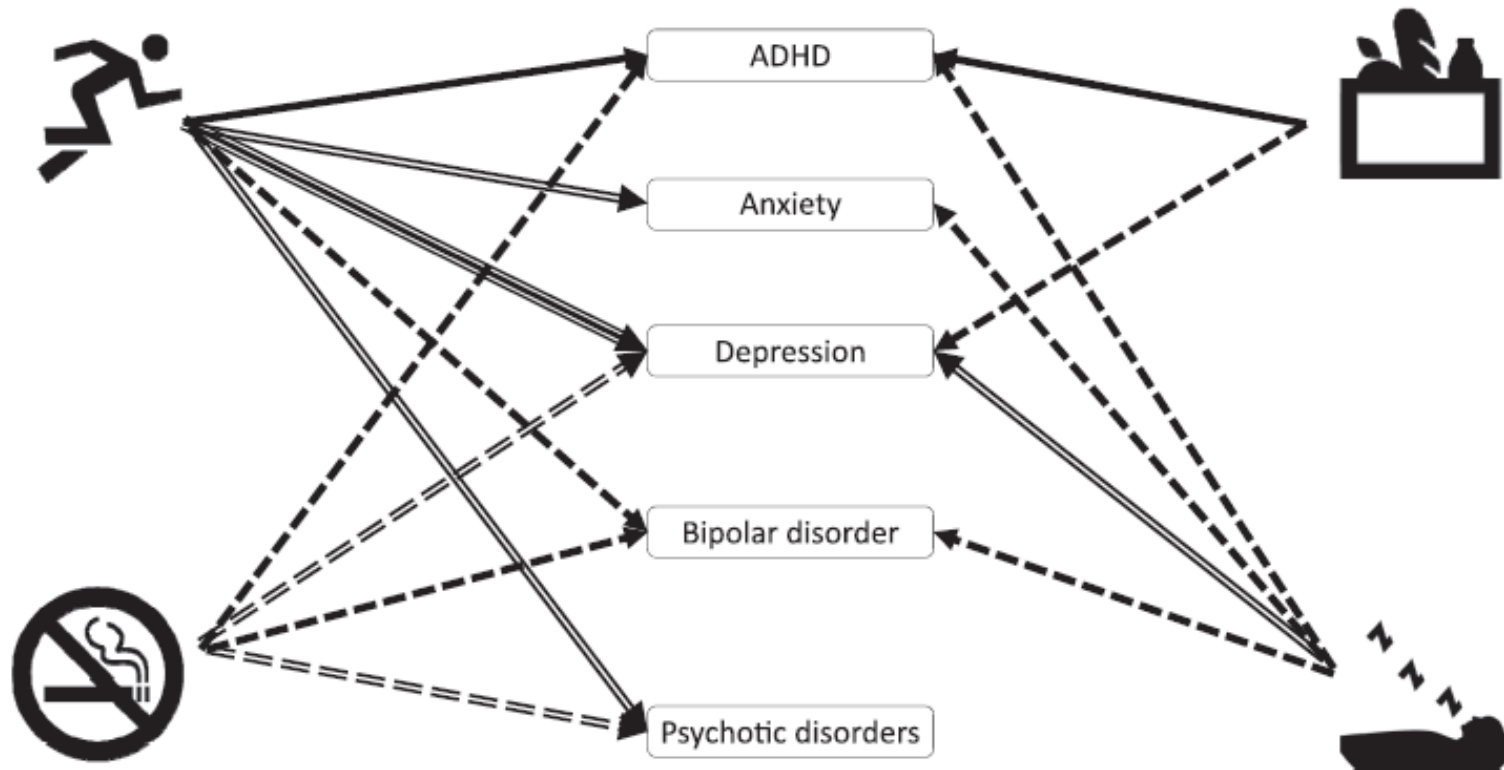 ADHD
Anxiety
Depression
Bipolar disorder
Psychotic disorders
z
z
z